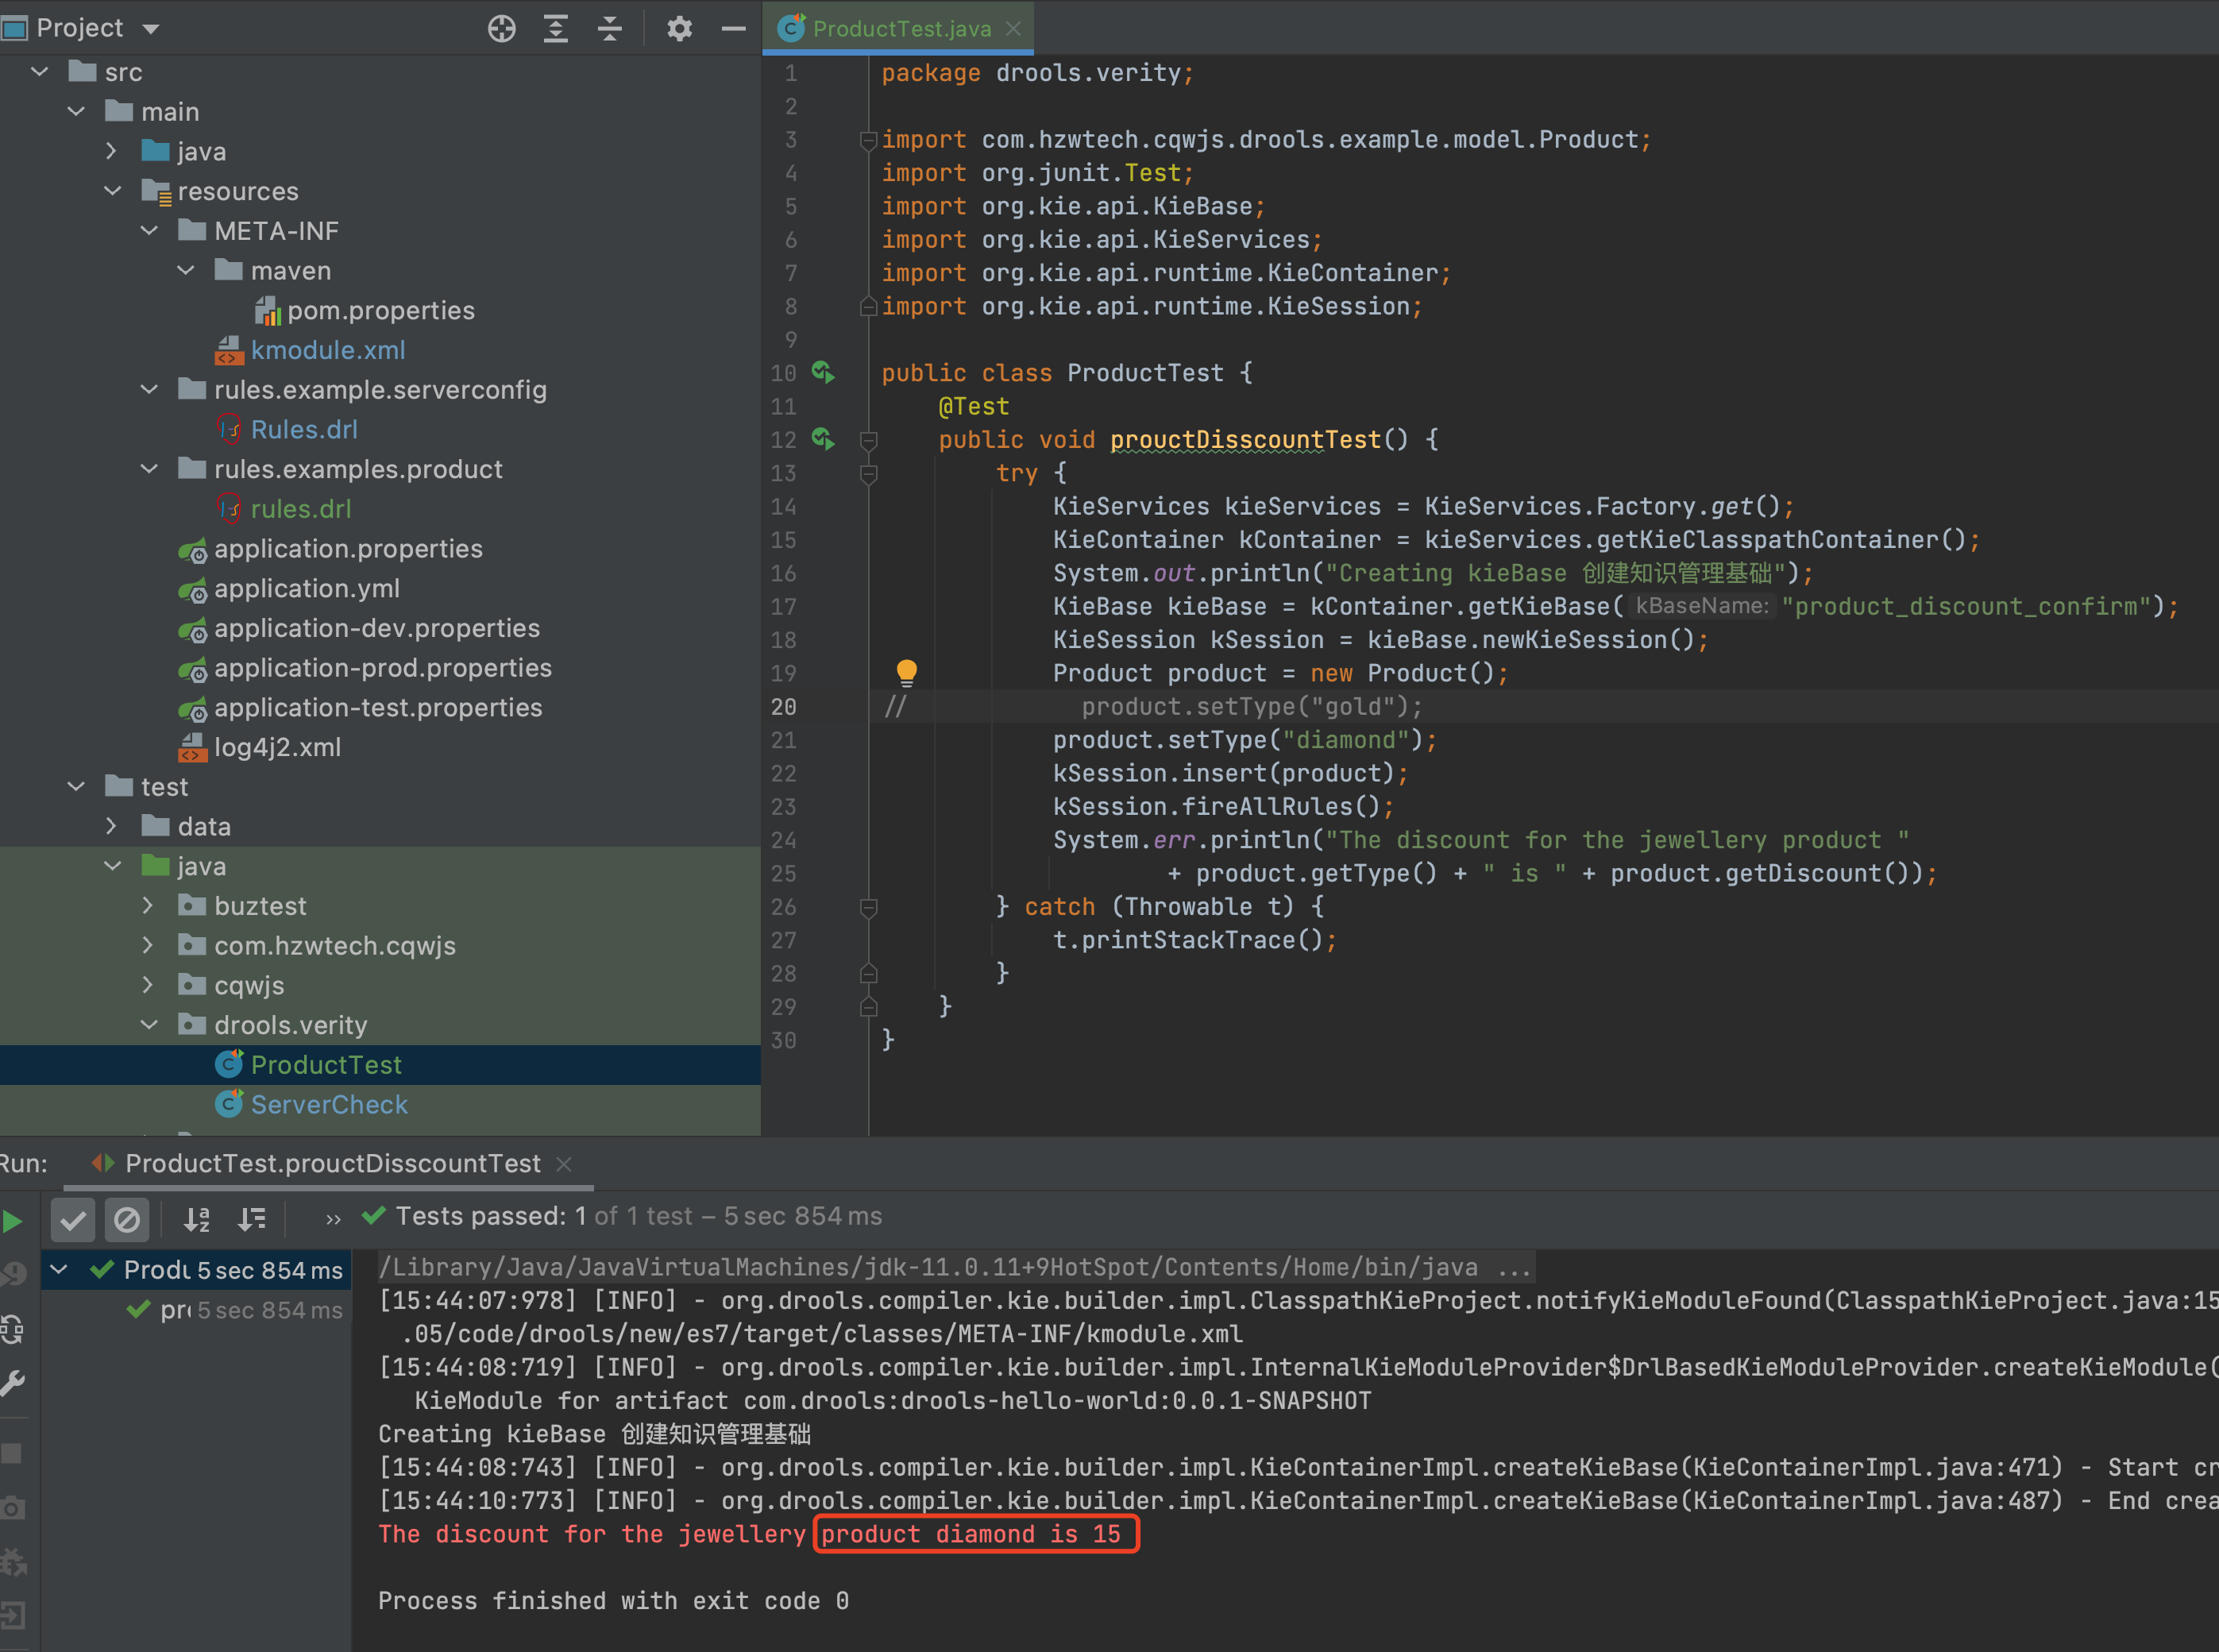 Project
src
main
java
resources
META-INF
maven
pom.properties
kmodule.xml
rules.example.serverconfig
Rules.drl
rules.examples.product
rules.drl
application.properties
application.yml
application-dev.properties
application-prod.properties
application-test.properties
log4j2.xml
test
data
java
buztest
com.hzwtech.cqwjs
cqwjs
drools.verity
ProductTest
ServerCheck
ProductTest.java
1 package drools.verity;
2
3 import com.hzwtech.cqwjs.drools.example.model.Product;
4 import org.junit.Test;
5 import org.kie.api.KieBase;
6 import org.kie.api.KieServices;
7 import org.kie.api.runtime.KieContainer;
8 import org.kie.api.runtime.KieSession;
9
10 public class ProductTest {
11 @Test
12 public void prouctDisscountTest() {
13 try {
14 KieServices kieServices = KieServices.Factory.get();
15 KieContainer kContainer = kieServices.getKieClasspathContainer();
16 System.out.println("Creating kieBase 创建知识管理基础");
17 KieBase kieBase = kContainer.getKieBase( kBaseName: "product_discount_confirm");
18 KieSession kSession = kieBase.newKieSession();
19 Product product = new Product();
20 // product.setType("gold");
21 product.setType("diamond");
22 kSession.insert(product);
23 kSession.fireAllRules();
24 System.err.println("The discount for the jewellery product "
25 + product.getType() + " is " + product.getDiscount());
26 } catch (Throwable t) {
27 t.printStackTrace();
28 }
29 }
30 }
Run: ProductTest.prouctDisscountTest
Tests passed: 1 of 1 test – 5 sec 854 ms
Produ 5 sec 854 ms
pro 5 sec 854 ms
/Library/Java/JavaVirtualMachines/jdk-11.0.11+9HotSpot/Contents/Home/bin/java ...
[15:44:07:978] [INFO] - org.drools.compiler.kie.builder.impl.ClasspathKieProject.notifyKieModuleFound(ClasspathKieProject.java:15
.05/code/drools/new/es7/target/classes/META-INF/kmodule.xml
[15:44:08:719] [INFO] - org.drools.compiler.kie.builder.impl.InternalKieModuleProvider$DrlBasedKieModuleProvider.createKieModule(
KieModule for artifact com.drools:drools-hello-world:0.0.1-SNAPSHOT
Creating kieBase 创建知识管理基础
[15:44:08:743] [INFO] - org.drools.compiler.kie.builder.impl.KieContainerImpl.createKieBase(KieContainerImpl.java:471) - Start cr
[15:44:10:773] [INFO] - org.drools.compiler.kie.builder.impl.KieContainerImpl.createKieBase(KieContainerImpl.java:487) - End crea
The discount for the jewellery product diamond is 15
Process finished with exit code 0